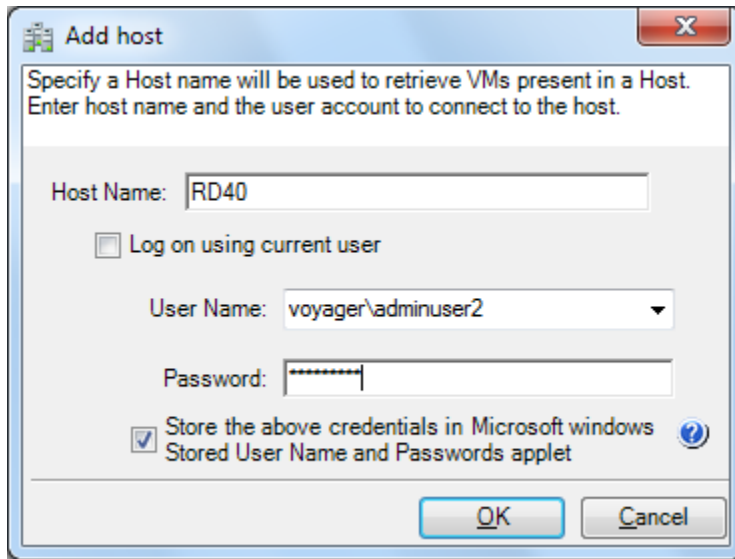 Add host
Specify a Host name will be used to retrieve VMs present in a Host.
Enter host name and the user account to connect to the host.
Host Name: RD40
Log on using current user
User Name: voyager\adminuser2
Password: *********
Store the above credentials in Microsoft windows
Stored User Name and Passwords applet
OK Cancel